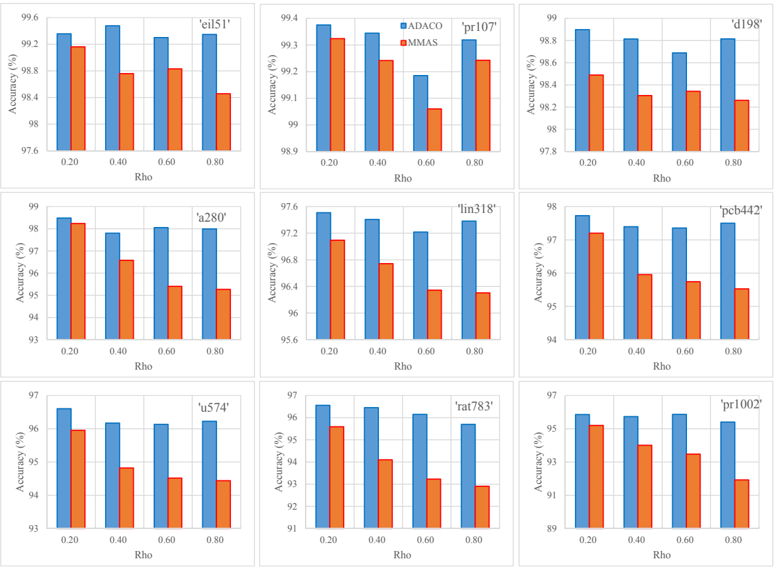 'eil51'
99.6
99.2
98.8
98.4
98
97.6
Accuracy (%)
0.20 0.40 0.60 0.80
Rho
'pr107'
ADACO
MMAS
99.4
99.3
99.2
99.1
99
98.9
Accuracy (%)
0.20 0.40 0.60 0.80
Rho
'd198'
99
98.8
98.6
98.4
98.2
98
97.8
Accuracy (%)
0.20 0.40 0.60 0.80
Rho
'a280'
99
98
97
96
95
94
93
Accuracy (%)
0.20 0.40 0.60 0.80
Rho
'lin318'
97.6
97.2
96.8
96.4
96
95.6
Accuracy (%)
0.20 0.40 0.60 0.80
Rho
'pcb442'
98
97
96
95
94
Accuracy (%)
0.20 0.40 0.60 0.80
Rho
'u574'
97
96
95
94
93
Accuracy (%)
0.20 0.40 0.60 0.80
Rho
'rat783'
97
96
95
94
93
92
91
Accuracy (%)
0.20 0.40 0.60 0.80
Rho
'pr1002'
97
95
93
91
89
Accuracy (%)
0.20 0.40 0.60 0.80
Rho